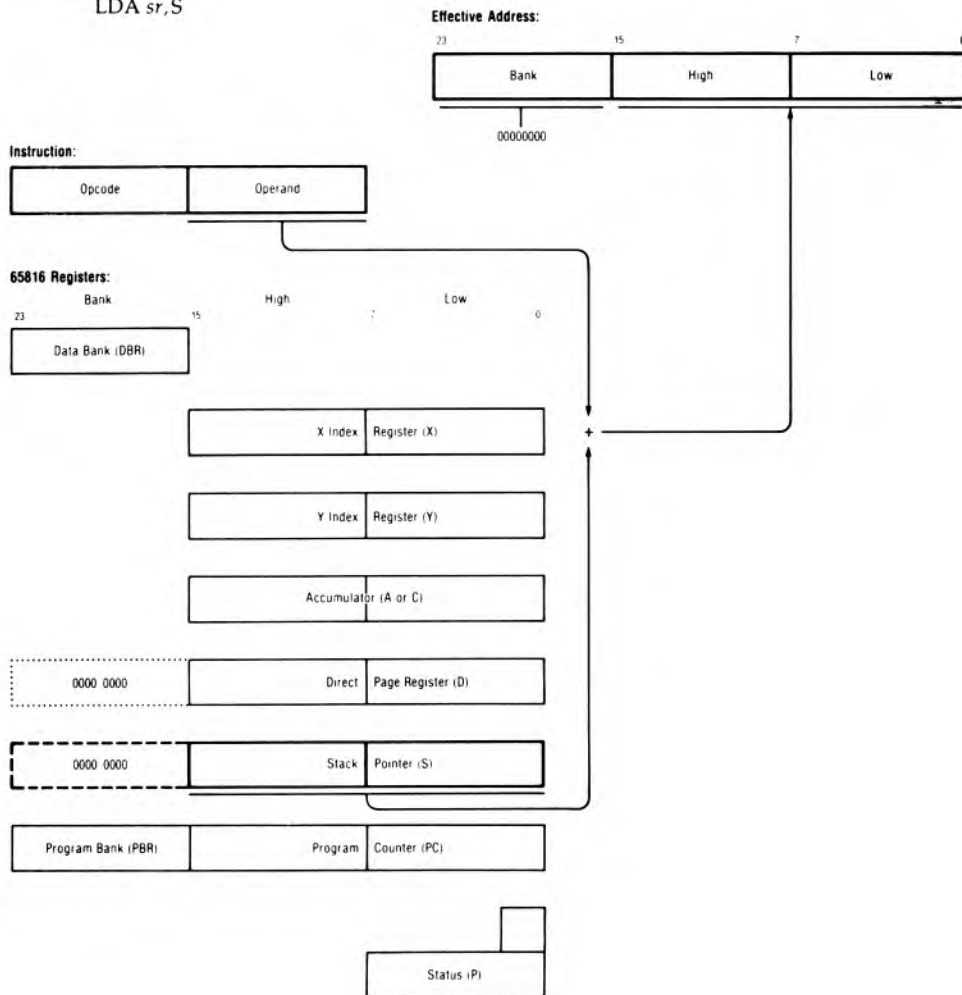 LDA sr,S
Effective Address:
23 15 7
Bank High Low
00000000
Instruction:
Opcode Operand
65816 Registers:
Bank High Low
23 15 7 0
Data Bank (DBR)
X Index Register (X)
+
Y Index Register (Y)
Accumulator (A or C)
0000 0000 Direct Page Register (D)
0000 0000 Stack Pointer (S)
Program Bank (PBR) Program Counter (PC)
Status (P)